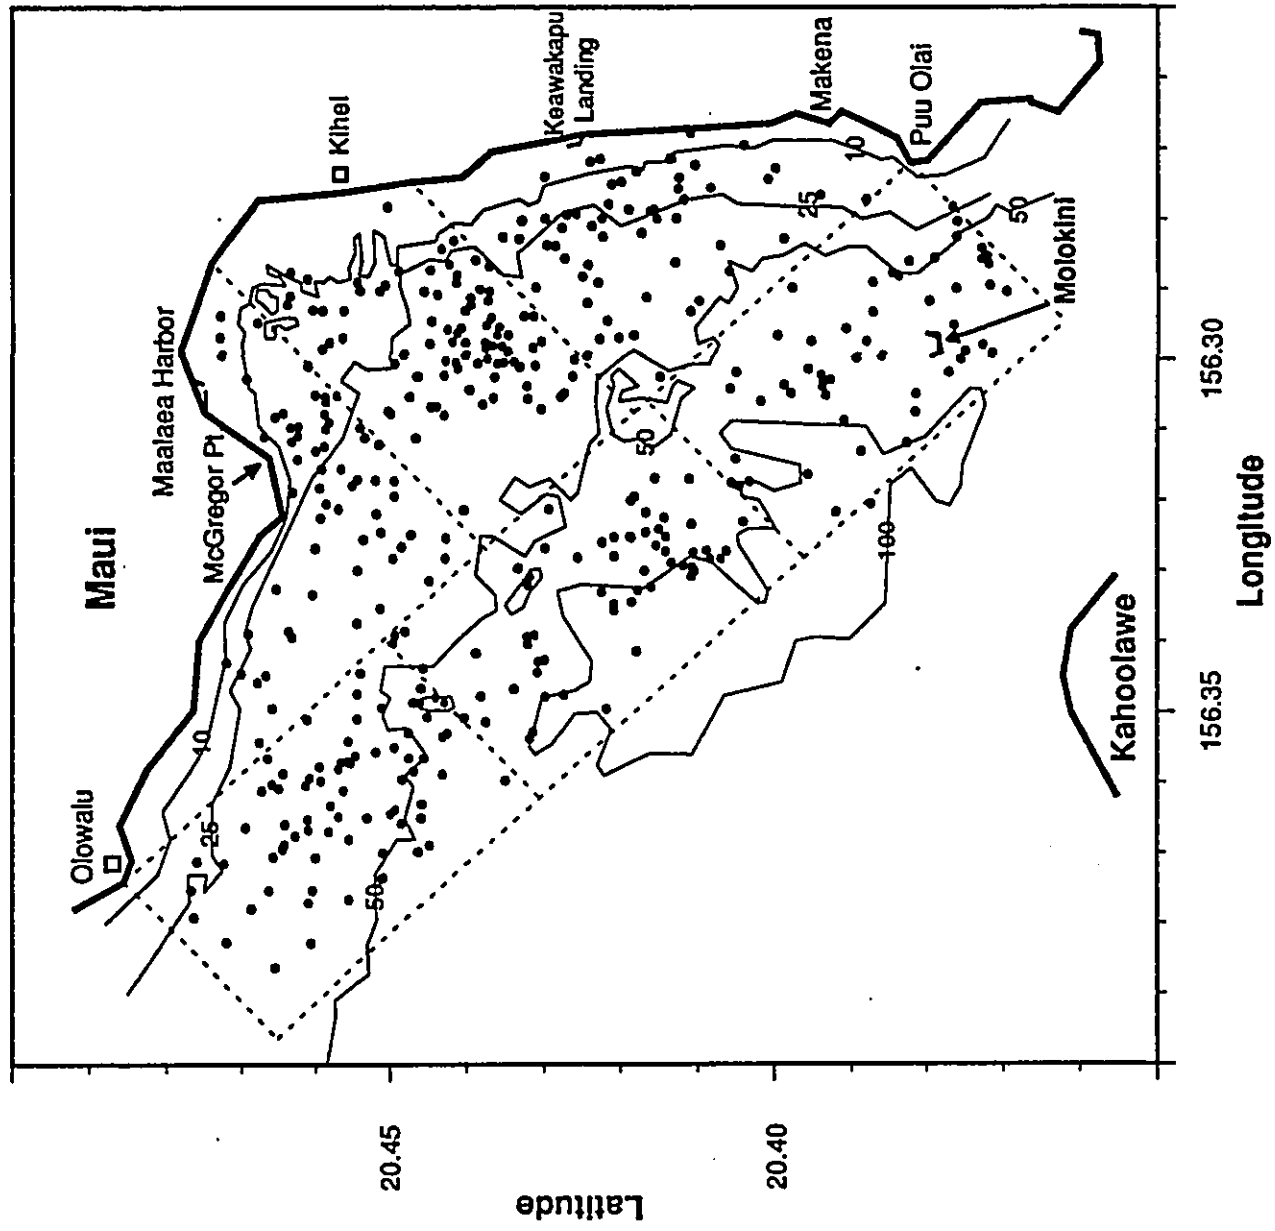 Maui
Olowalu
McGregor Pt
Maalaea Harbor
Kihei
Keawakapu
Landing
Makena
Puu Olai
Molokini
Kahoolawe
10
25
50
50
100
10
25
50
20.45
20.40
Latitude
156.35
156.30
Longitude